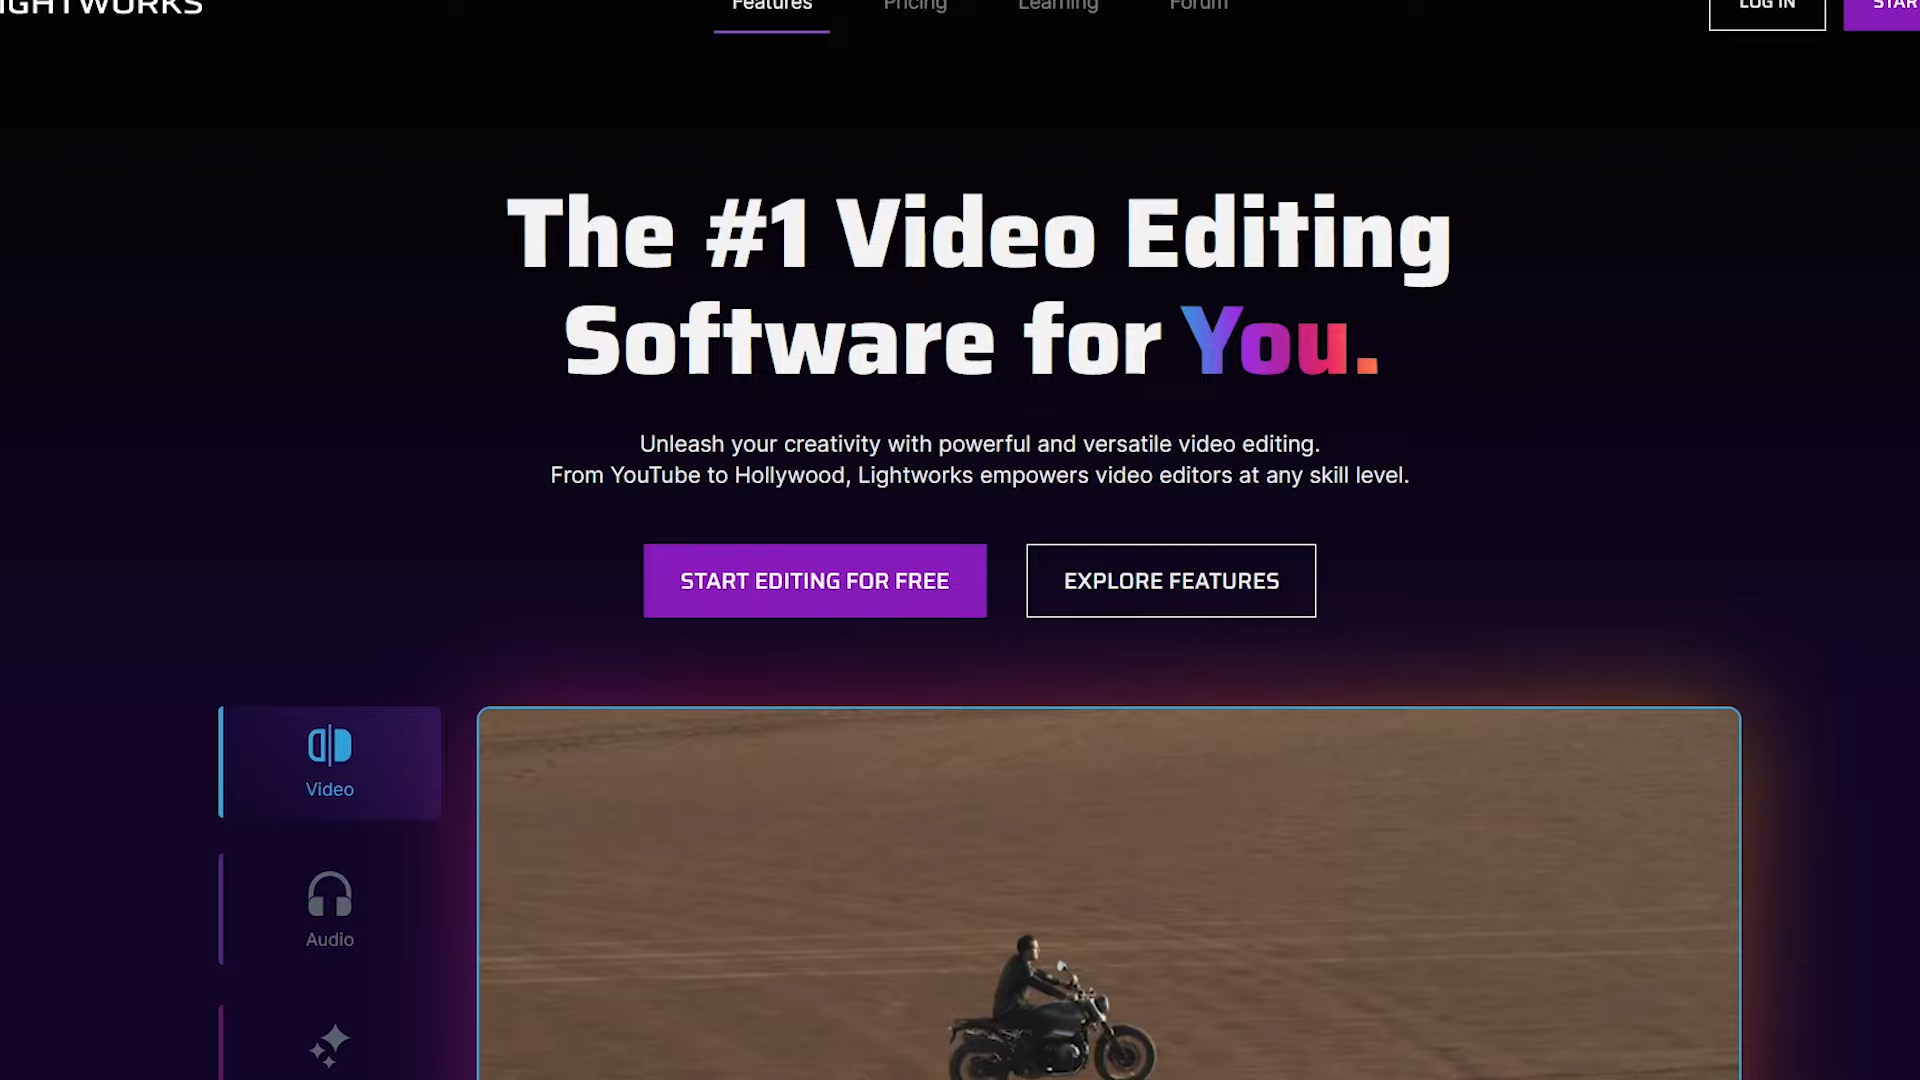 LIGHTWORKS
Features
Pricing
Learning
Forum
LOG IN
STAR
The #1 Video Editing
Software for You.
Unleash your creativity with powerful and versatile video editing.
From YouTube to Hollywood, Lightworks empowers video editors at any skill level.
START EDITING FOR FREE
EXPLORE FEATURES
Video
Audio